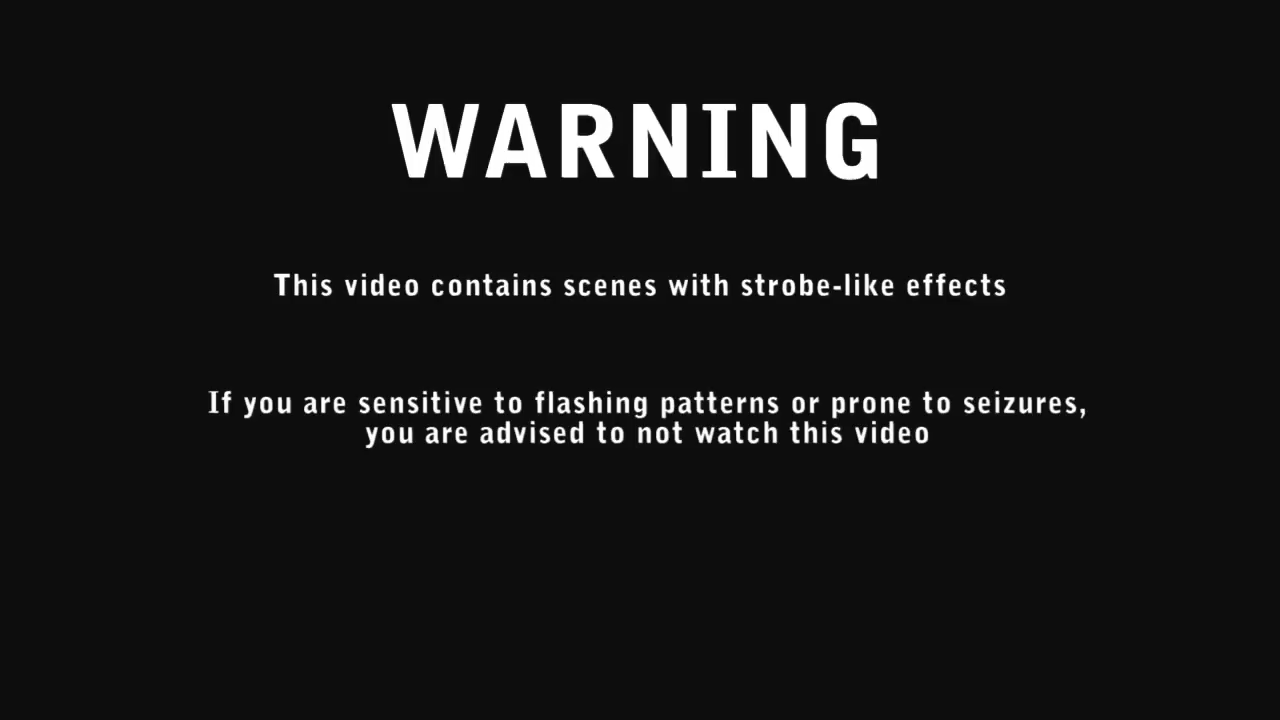 WARNING
This video contains scenes with strobe-like effects
If you are sensitive to flashing patterns or prone to seizures,
you are advised to not watch this video